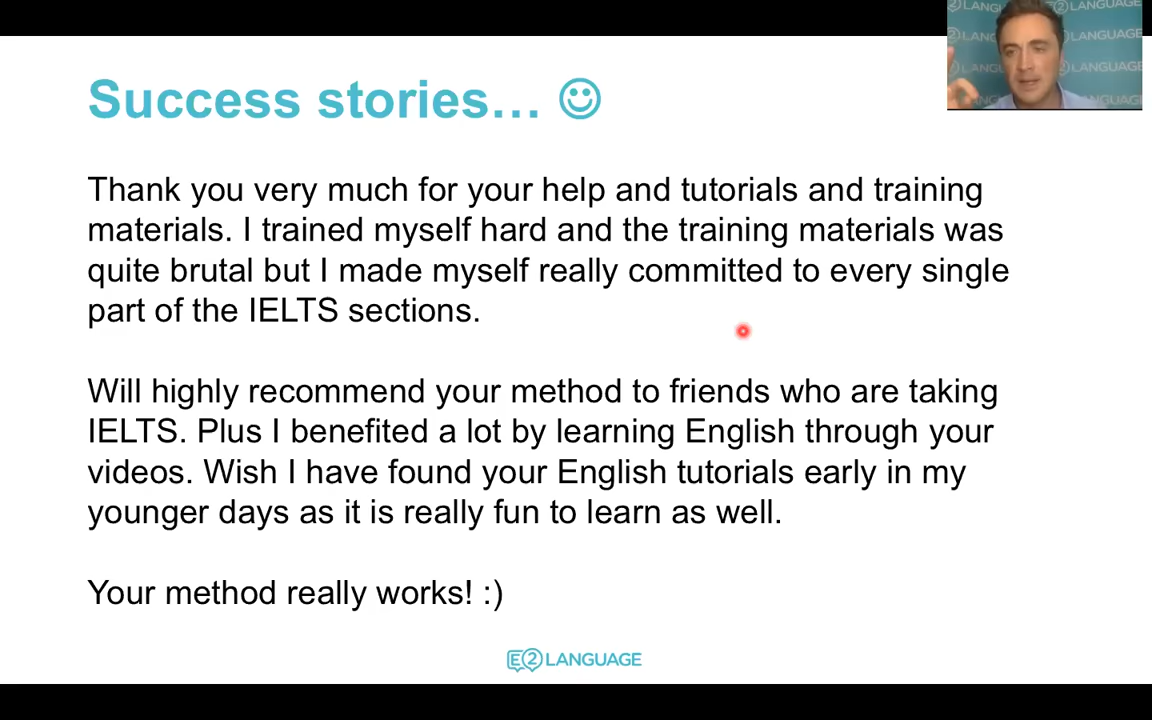 Success stories… ☺
Thank you very much for your help and tutorials and training
materials. I trained myself hard and the training materials was
quite brutal but I made myself really committed to every single
part of the IELTS sections.
Will highly recommend your method to friends who are taking
IELTS. Plus I benefited a lot by learning English through your
videos. Wish I have found your English tutorials early in my
younger days as it is really fun to learn as well.
Your method really works! :)
E2 LANGUAGE